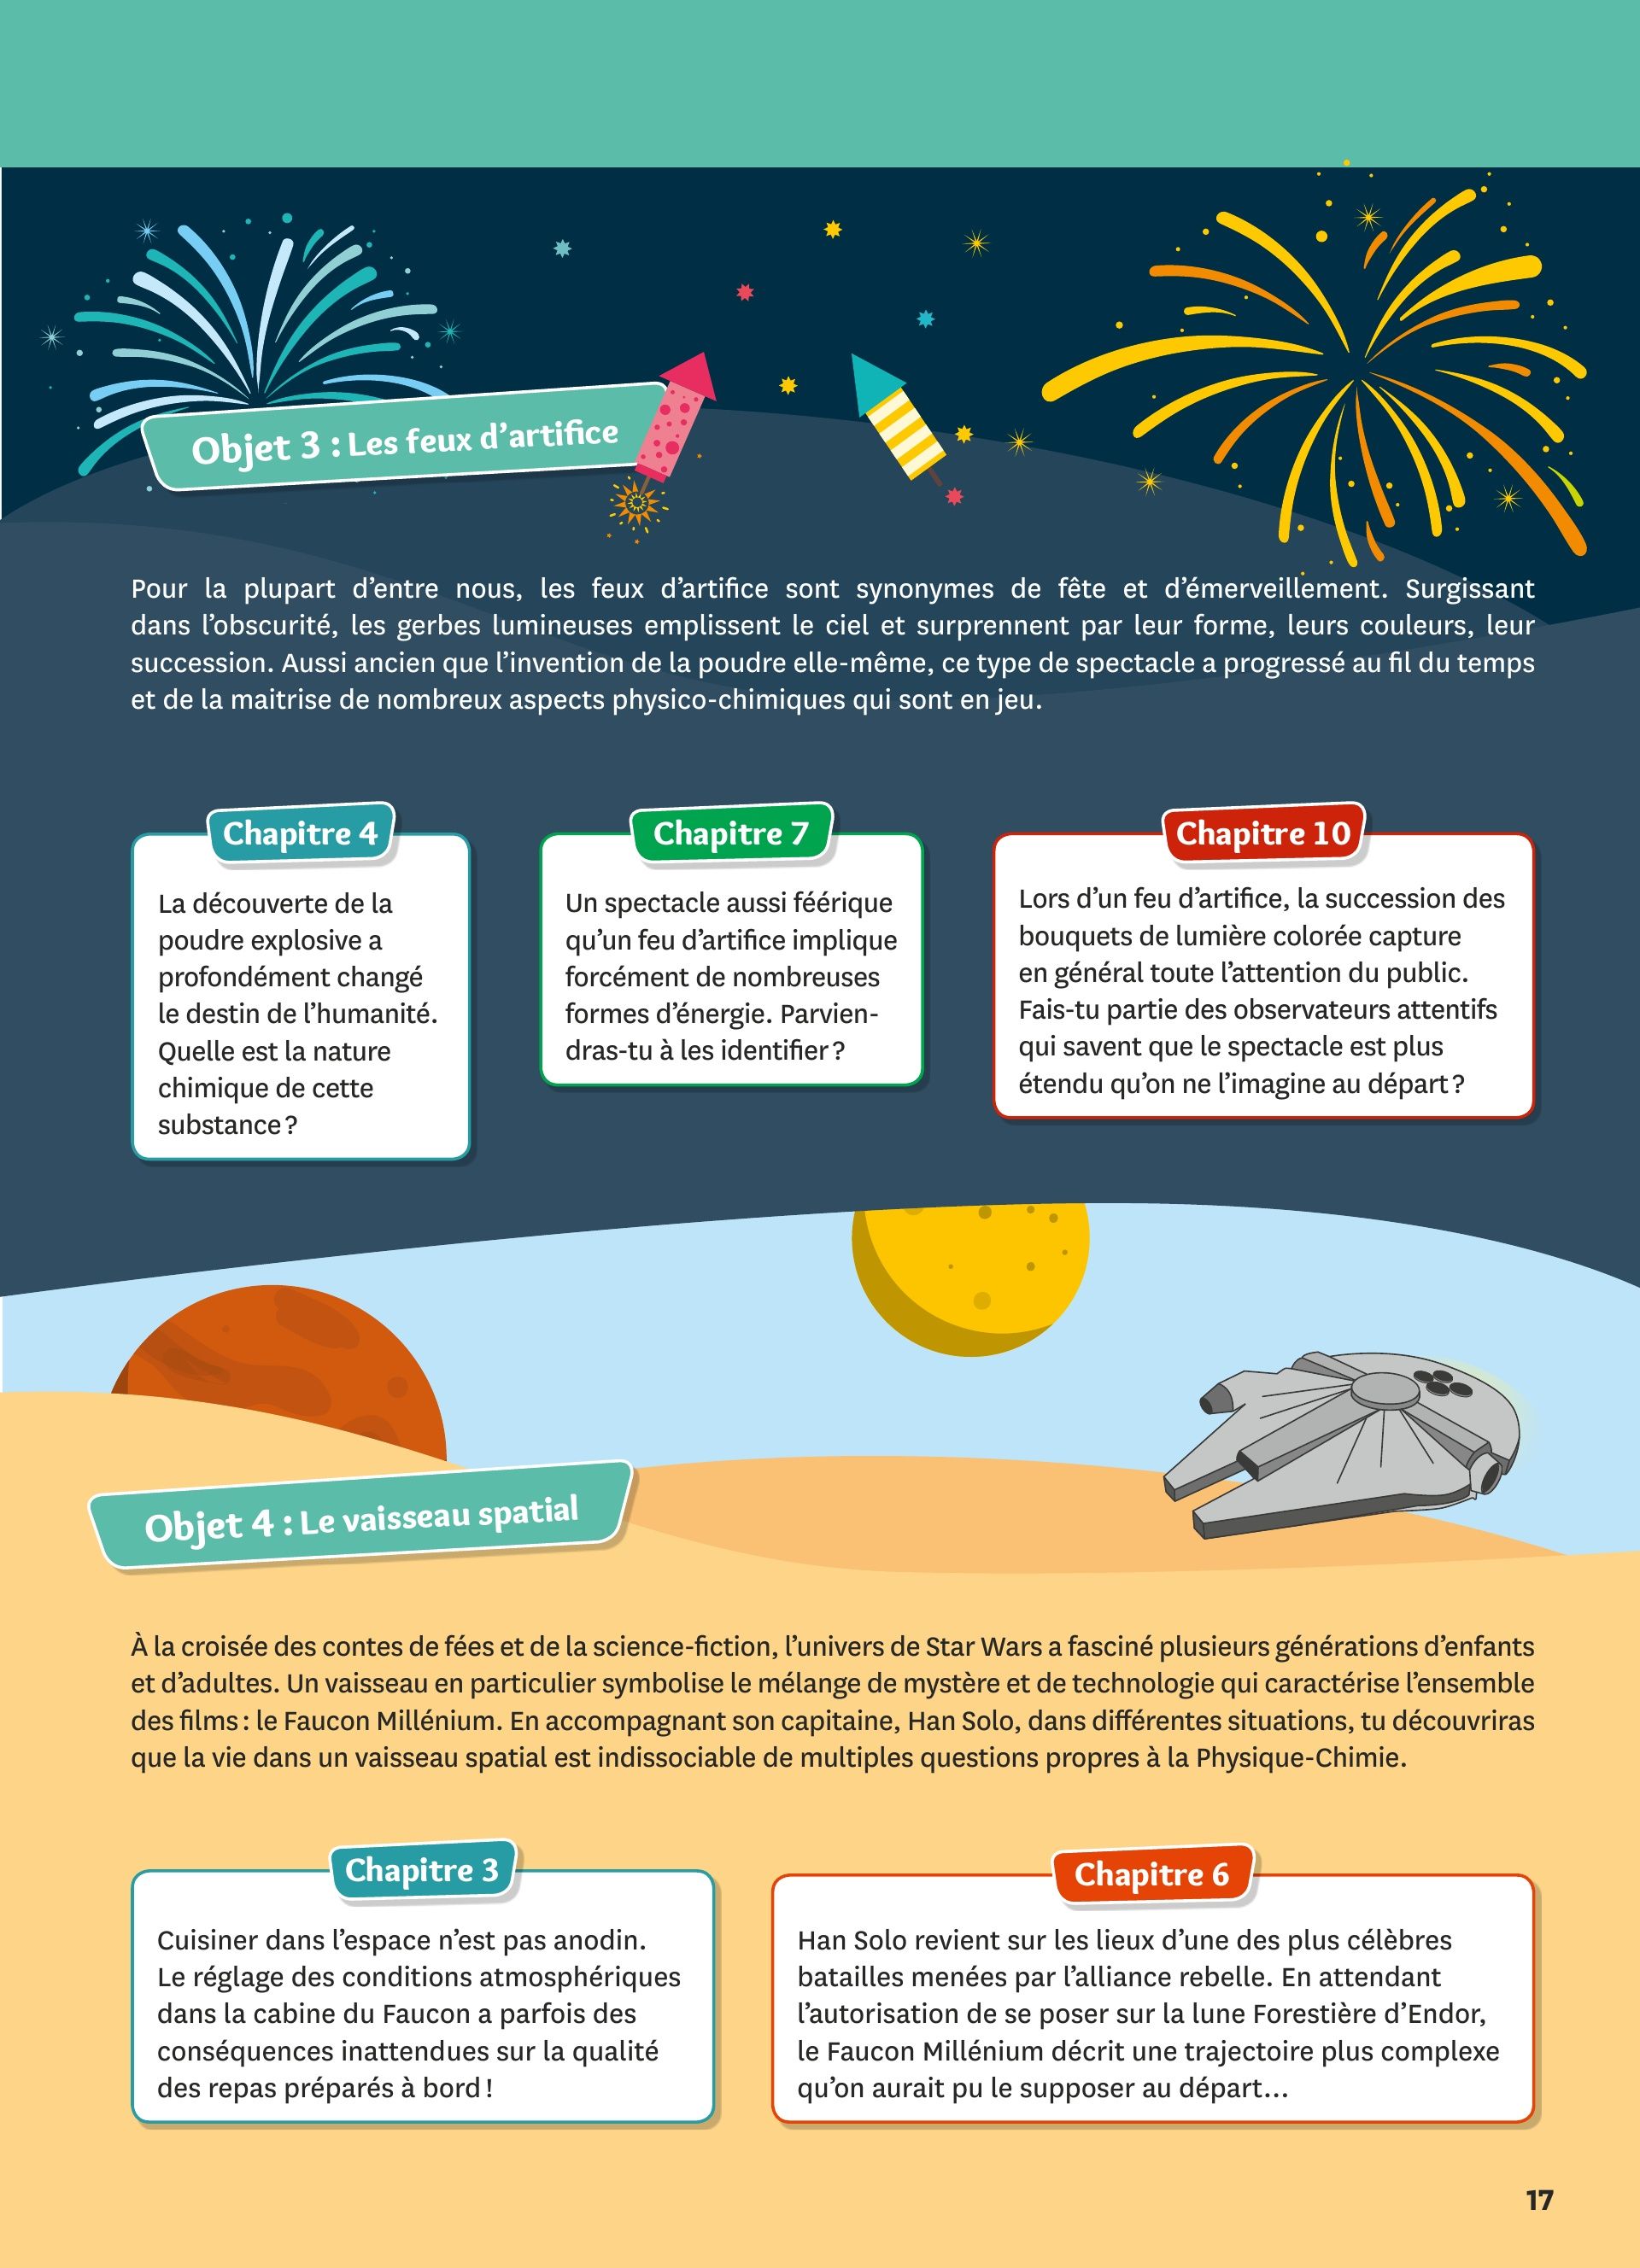 Objet 3 : Les feux d'artifice
Pour la plupart d'entre nous, les feux d'artifice sont synonymes de fête et d'émerveillement. Surgissant
dans l'obscurité, les gerbes lumineuses emplissent le ciel et surprennent par leur forme, leurs couleurs, leur
succession. Aussi ancien que l'invention de la poudre elle-même, ce type de spectacle a progressé au fil du temps
et de la maitrise de nombreux aspects physico-chimiques qui sont en jeu.
Chapitre 4
La découverte de la
poudre explosive a
profondément changé
le destin de l'humanité.
Quelle est la nature
chimique de cette
substance ?
Chapitre 7
Un spectacle aussi féérique
qu'un feu d'artifice implique
forcément de nombreuses
formes d'énergie. Parvien-
dras-tu à les identifier ?
Chapitre 10
Lors d'un feu d'artifice, la succession des
bouquets de lumière colorée capture
en général toute l'attention du public.
Fais-tu partie des observateurs attentifs
qui savent que le spectacle est plus
étendu qu'on ne l'imagine au départ ?
Objet 4 : Le vaisseau spatial
À la croisée des contes de fées et de la science-fiction, l'univers de Star Wars a fasciné plusieurs générations d'enfants
et d'adultes. Un vaisseau en particulier symbolise le mélange de mystère et de technologie qui caractérise l'ensemble
des films : le Faucon Millénium. En accompagnant son capitaine, Han Solo, dans différentes situations, tu découvriras
que la vie dans un vaisseau spatial est indissociable de multiples questions propres à la Physique-Chimie.
Chapitre 3
Cuisiner dans l'espace n'est pas anodin.
Le réglage des conditions atmosphériques
dans la cabine du Faucon a parfois des
conséquences inattendues sur la qualité
des repas préparés à bord !
Chapitre 6
Han Solo revient sur les lieux d'une des plus célèbres
batailles menées par l'alliance rebelle. En attendant
l'autorisation de se poser sur la lune Forestière d'Endor,
le Faucon Millénium décrit une trajectoire plus complexe
qu'on aurait pu le supposer au départ...
17